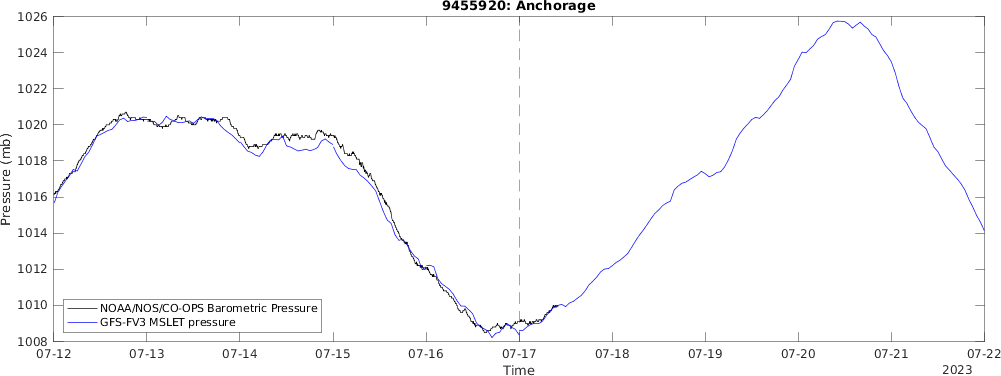 9455920: Anchorage
1026
1024
1022
1020
1018
1016
1014
1012
1010
1008
Pressure (mb)
NOAA/NOS/CO-OPS Barometric Pressure
GFS-FV3 MSLET pressure
07-12 07-13 07-14 07-15 07-16 07-17 07-18 07-19 07-20 07-21 07-22
Time
2023